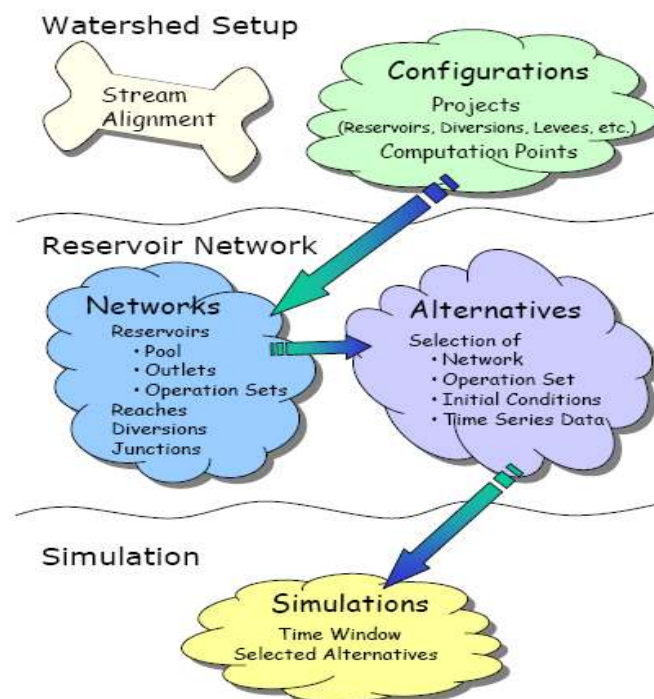 Watershed Setup
Stream
Alignment
Configurations
Projects
(Reservoirs, Diversions, Levees, etc.)
Computation Points
Reservoir Network
Networks
Reservoirs
• Pool
• Outlets
• Operation Sets
Reaches
Diversions
Junctions
Alternatives
Selection of
• Network
• Operation Set
• Initial Conditions
• Time Series Data
Simulation
Simulations
Time Window
Selected Alternatives